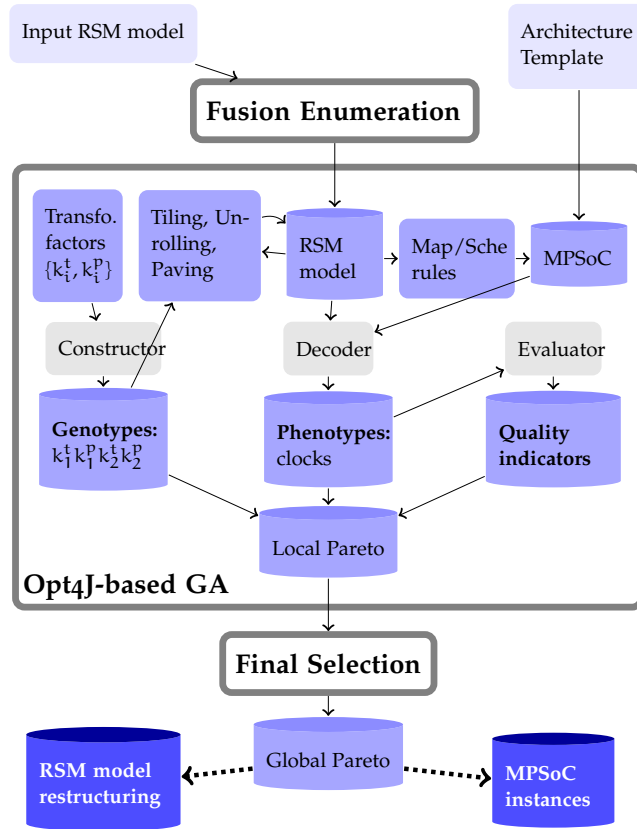 Input RSM model
Architecture
Template
Fusion Enumeration
Transfo.
factors
{k_i^t, k_i^p}
Tiling, Un-
rolling,
Paving
RSM
model
Map/Sche
rules
MPSoC
Constructor
Decoder
Evaluator
Genotypes:
k_1^t k_1^p k_2^t k_2^p
Phenotypes:
clocks
Quality
indicators
Local Pareto
Opt4J-based GA
Final Selection
Global Pareto
RSM model
restructuring
MPSoC
instances